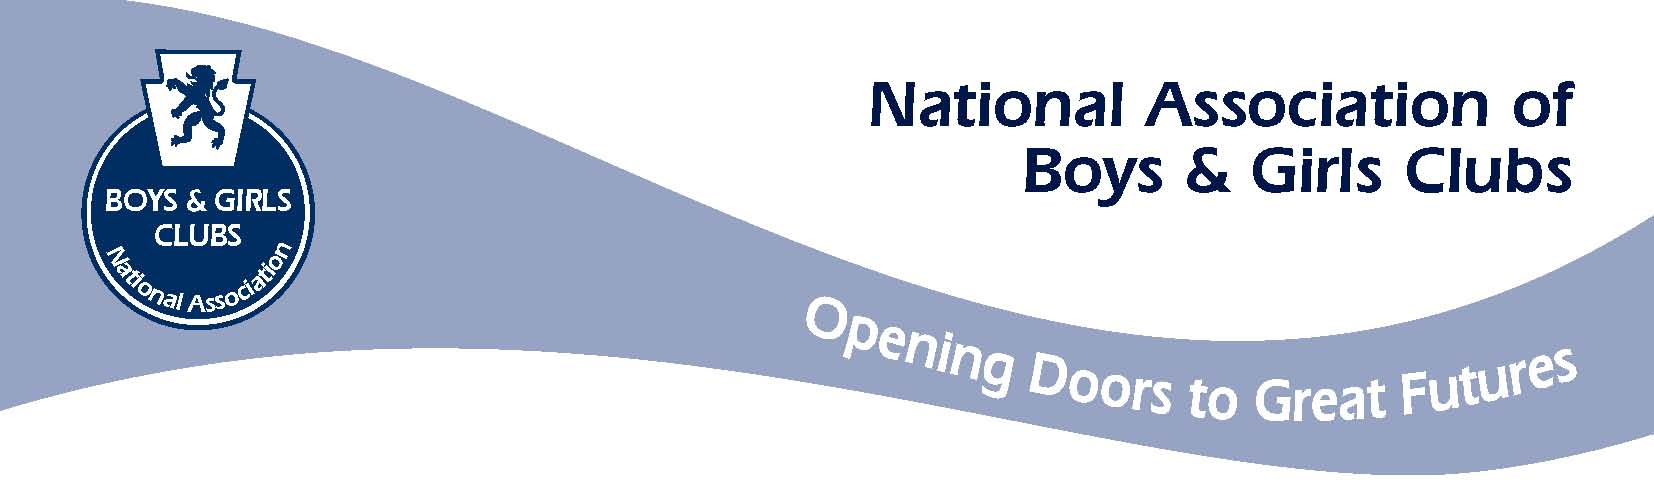 BOYS & GIRLS
CLUBS
National Association
National Association of
Boys & Girls Clubs
Opening Doors to Great Futures